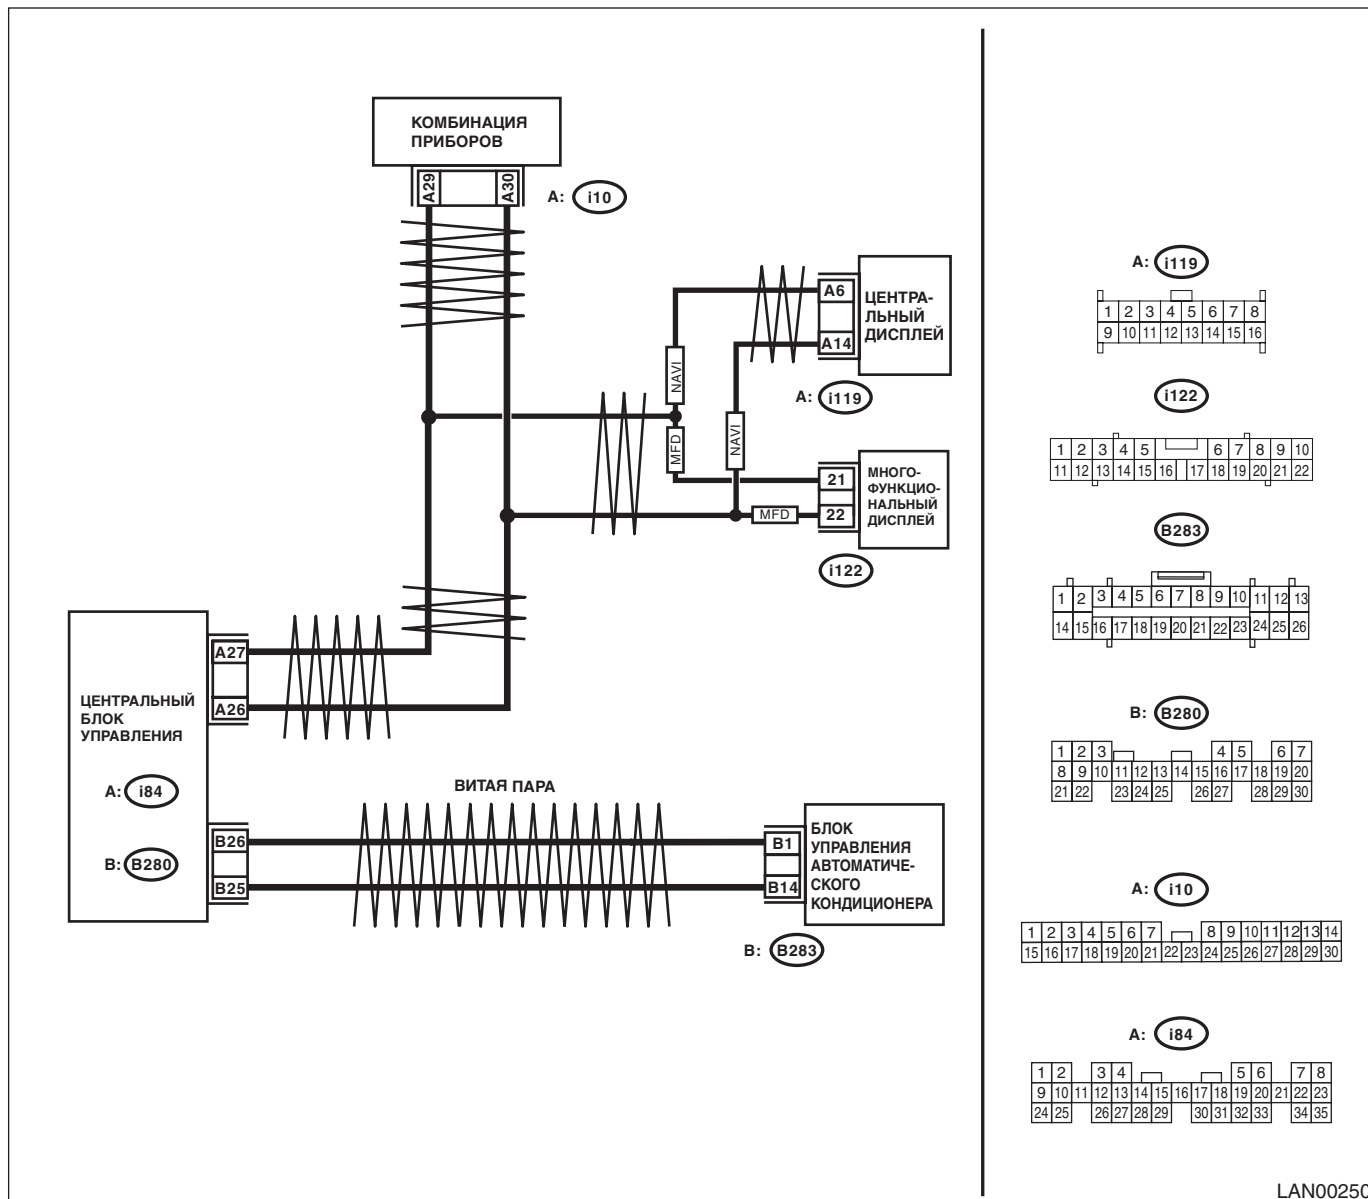 КОМБИНАЦИЯ
ПРИБОРОВ
A29
A30
A: i10
A6
A14
ЦЕНТРА-
ЛЬНЫЙ
ДИСПЛЕЙ
A: i119
NAVI
MFD
NAVI
MFD
21
22
МНОГО-
ФУНКЦИО-
НАЛЬНЫЙ
ДИСПЛЕЙ
i122
ЦЕНТРАЛЬНЫЙ
БЛОК
УПРАВЛЕНИЯ
A27
A26
A: i84
B: B280
B26
B25
ВИТАЯ ПАРА
B1
B14
БЛОК
УПРАВЛЕНИЯ
АВТОМАТИЧЕ-
СКОГО
КОНДИЦИОНЕРА
B: B283
A: i119
1 2 3 4 5 6 7 8
9 10 11 12 13 14 15 16
i122
1 2 3 4 5 6 7 8 9 10
11 12 13 14 15 16 17 18 19 20 21 22
B283
1 2 3 4 5 6 7 8 9 10 11 12 13
14 15 16 17 18 19 20 21 22 23 24 25 26
B: B280
1 2 3 4 5 6 7
8 9 10 11 12 13 14 15 16 17 18 19 20
21 22 23 24 25 26 27 28 29 30
A: i10
1 2 3 4 5 6 7 8 9 10 11 12 13 14
15 16 17 18 19 20 21 22 23 24 25 26 27 28 29 30
A: i84
1 2 3 4 5 6 7 8
9 10 11 12 13 14 15 16 17 18 19 20 21 22 23
24 25 26 27 28 29 30 31 32 33 34 35
LAN00250